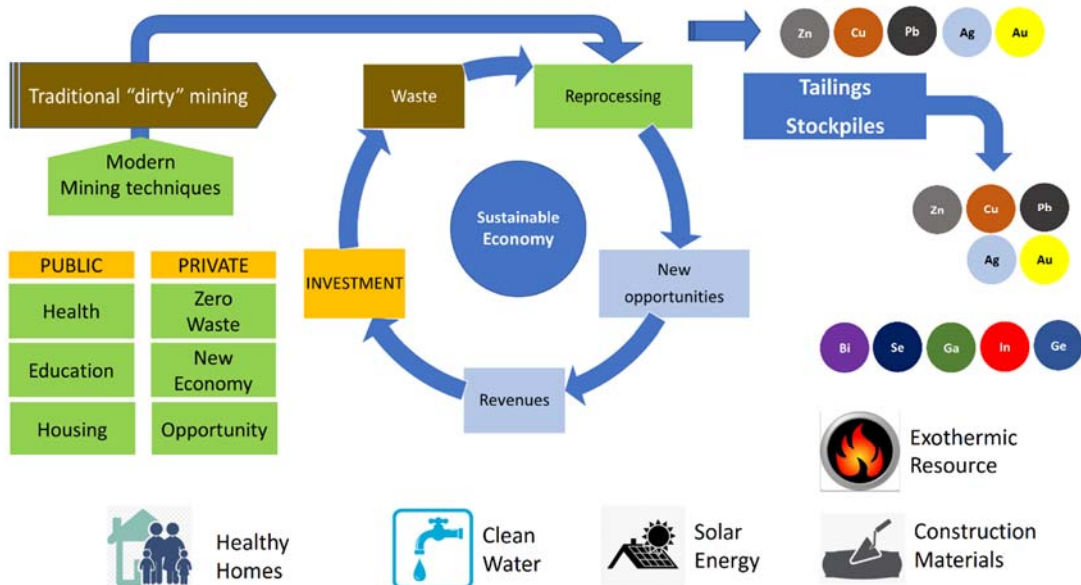 Zn Cu Pb Ag Au
Traditional "dirty" mining
Waste
Reprocessing
Tailings
Stockpiles
Modern
Mining techniques
Zn Cu Pb
Ag Au
Sustainable
Economy
PUBLIC
PRIVATE
INVESTMENT
New
opportunities
Health
Zero
Waste
Education
New
Economy
Bi Se Ga In Ge
Revenues
Housing
Opportunity
Exothermic
Resource
Healthy
Homes
Clean
Water
Solar
Energy
Construction
Materials